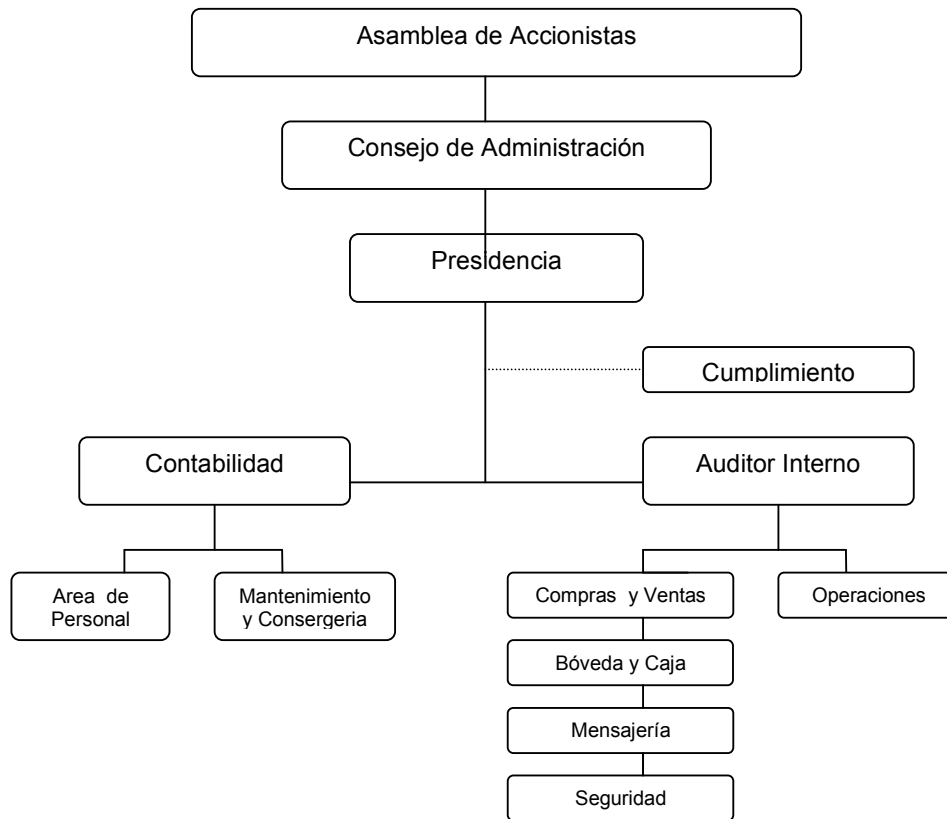 Asamblea de Accionistas
Consejo de Administración
Presidencia
Cumplimiento
Contabilidad
Auditor Interno
Area de
Personal
Mantenimiento
y Consergeria
Compras y Ventas
Operaciones
Bóveda y Caja
Mensajería
Seguridad